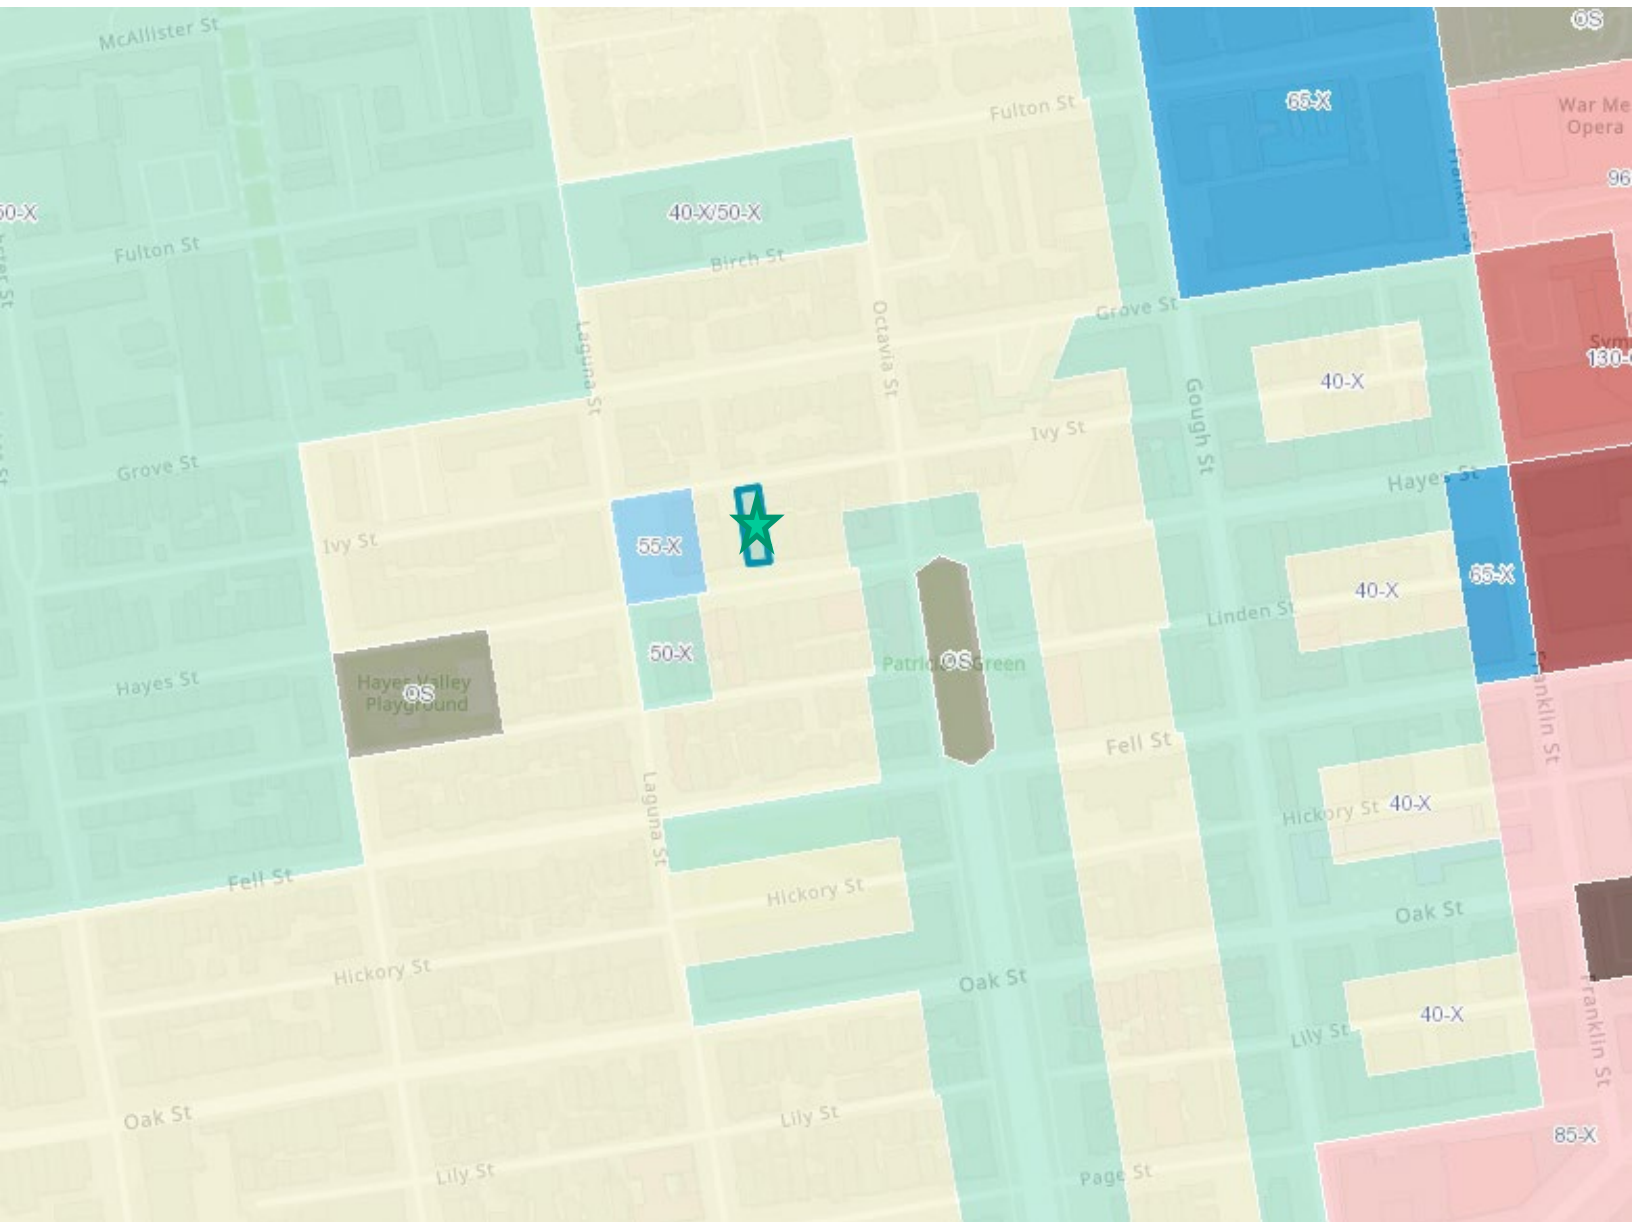 McAllister St
OS
65-X
War Me
Opera
Fulton St
Franklin St
96
40-X/50-X
50-X
Fulton St
Birch St
Grove St
Octavia St
Laguna St
Sym
130-
40-X
Gough St
Ivy St
Grove St
Hayes St
Ivy St
55-X
65-X
40-X
Linden St
50-X
OS
Patric Green
Hayes Valley
OS
Playground
Hayes St
Franklin St
Fell St
Laguna St
40-X
Hickory St
Fell St
Hickory St
Oak St
Hickory St
Oak St
40-X
Lily St
Franklin St
Oak St
Lily St
85-X
Lily St
Page St